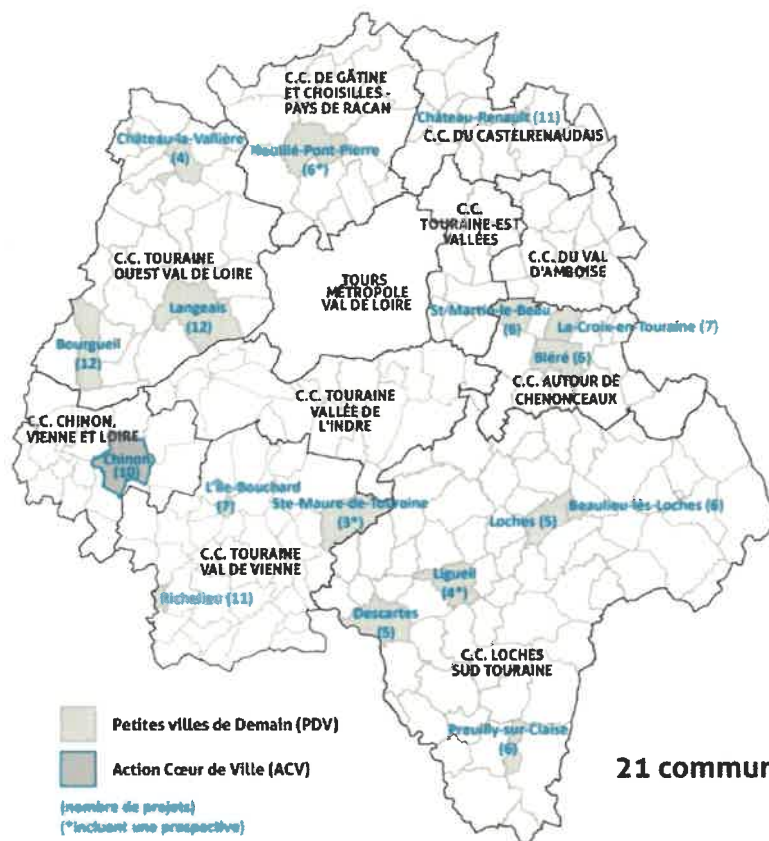 C.C. DE GÂTINE
ET CHOISILLES -
PAYS DE RACAN
Château-Renault (11)
C.C. DU CASTELRENAUDAIS
Château-la-Vallière
(4)
Neuillé-Pont-Pierre
(6*)
C.C.
TOURAINE-EST
VALLÉES
C.C. DU VAL
D'AMBOISE
C.C. TOURAINE
OUEST VAL DE LOIRE
TOURS
MÉTROPOLE
VAL DE LOIRE
Langeais
(12)
St-Martin-le-Beau
(6)
La-Croix-en-Touraine (7)
Bourgueil
(12)
Bléré (6)
C.C. AUTOUR DE
CHENONCEAUX
C.C. TOURAINE
VALLÉE DE
L'INDRE
C.C. CHINON,
VIENNE ET LOIRE
Chinon
(10)
L'Île-Bouchard
(7)
Ste-Maure-de-Touraine
(3*)
Beaulieu-lès-Loches (6)
Loches (5)
C.C. TOURAINE
VAL DE VIENNE
Ligueil
(4*)
Richelieu (11)
Descartes
(5)
C.C. LOCHES
SUD TOURAINE
Preuilly-sur-Claise
(6)
Petites villes de Demain (PDV)
Action Cœur de Ville (ACV)
(nombre de projets)
(*incluant une prospective)
21 commun